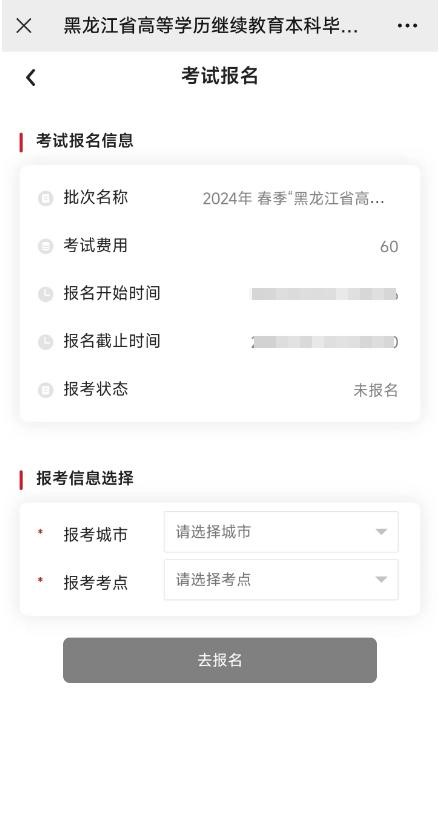 黑龙江省高等学历继续教育本科毕...
考试报名
考试报名信息
批次名称 2024年 春季“黑龙江省高...
考试费用 60
报名开始时间
报名截止时间
报考状态 未报名
报考信息选择
* 报考城市 请选择城市
* 报考考点 请选择考点
去报名